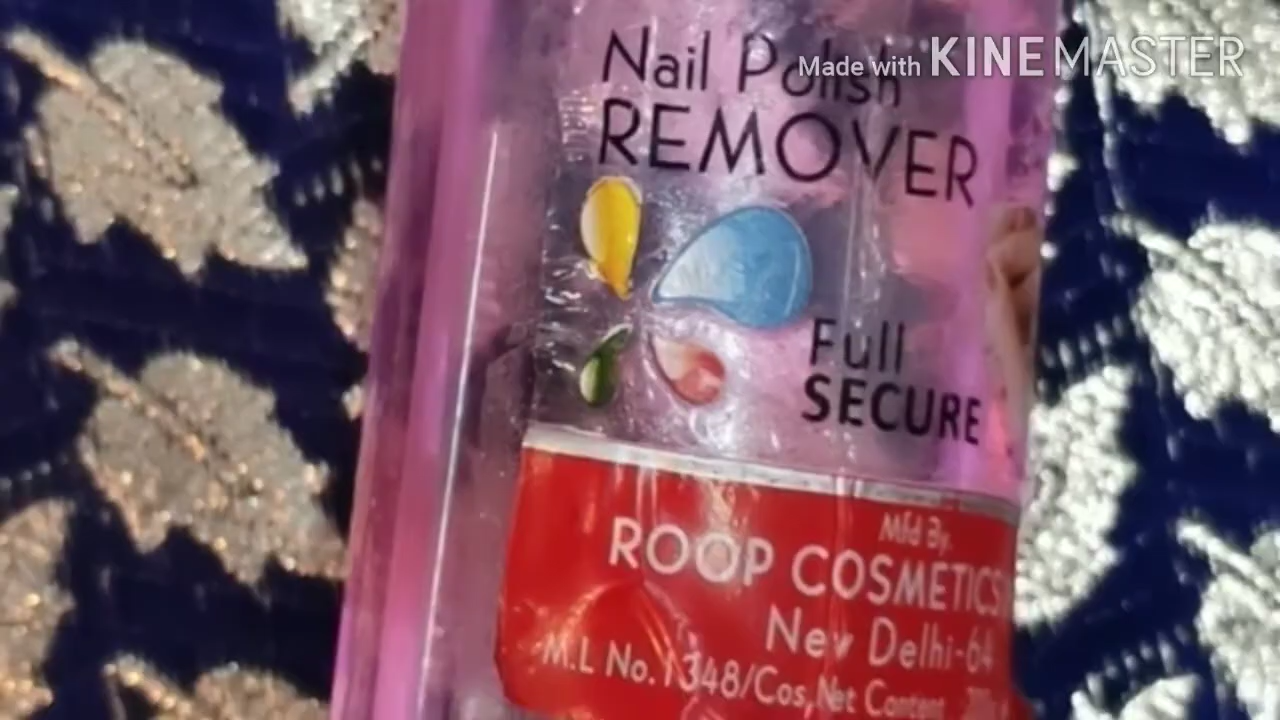 Made with KINEMASTER
Nail Polish
REMOVER
Full
SECURE
Mfd By.
ROOP COSMETICS
New Delhi-64
M.L No.1348/Cos, Net Content